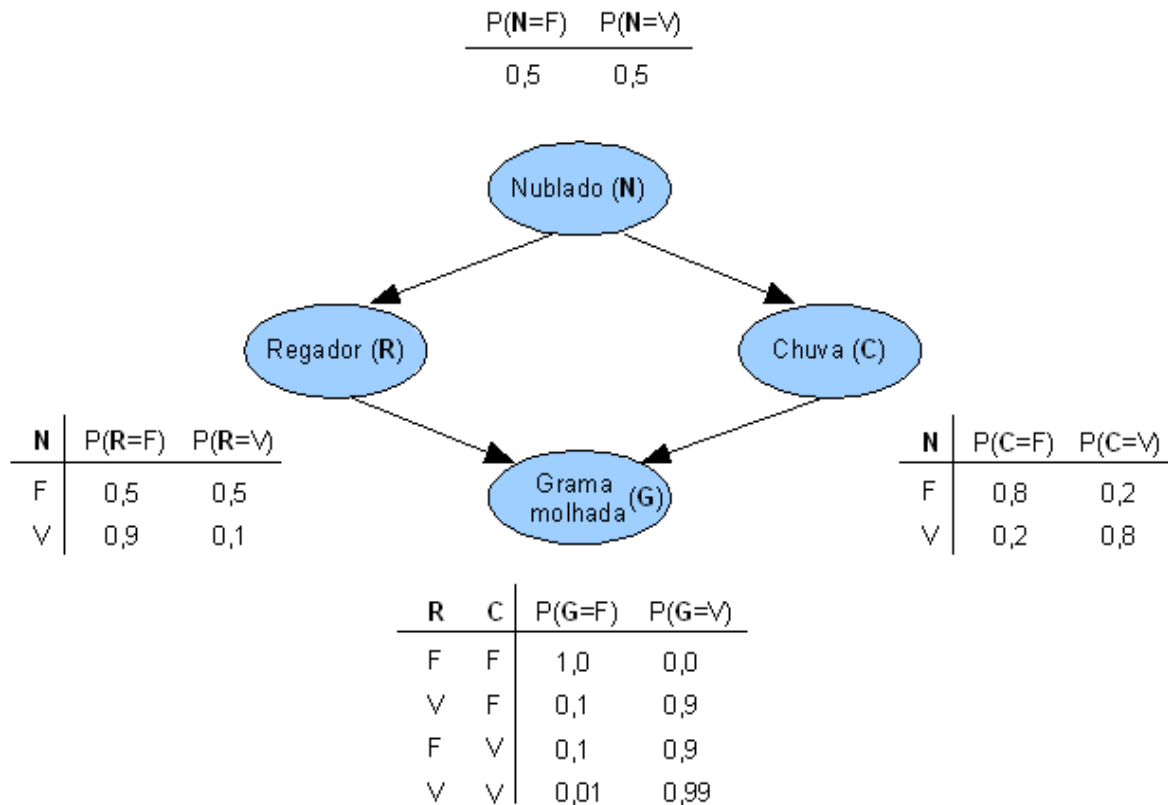 P(N=F) P(N=V)
0,5 0,5
Nublado (N)
Regador (R)
Chuva (C)
N P(R=F) P(R=V)
F 0,5 0,5
V 0,9 0,1
Grama
molhada (G)
N P(C=F) P(C=V)
F 0,8 0,2
V 0,2 0,8
R C P(G=F) P(G=V)
F F 1,0 0,0
V F 0,1 0,9
F V 0,1 0,9
V V 0,01 0,99